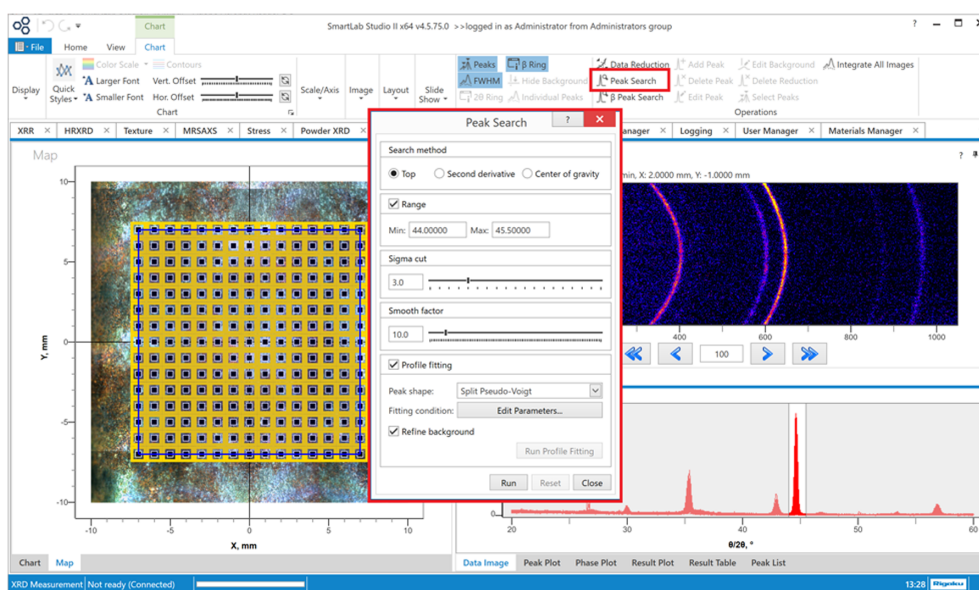 Chart
SmartLab Studio II x64 v4.5.75.0 >>logged in as Administrator from Administrators group
File Home View Chart
Display
Quick Styles
Color Scale Contours
Larger Font Vert. Offset
Smaller Font Hor. Offset
Chart
Scale/Axis Image Layout Slide Show
Peaks β Ring
FWHM Hide Background
2θ Ring Individual Peaks
Data Reduction Add Peak Edit Background Integrate All Images
Peak Search Delete Peak Delete Reduction
β Peak Search Edit Peak Select Peaks
Operations
XRR HRXRD Texture MRSAXS Stress Powder XRD
anager Logging User Manager Materials Manager
Map
10
5
0
-5
-10
Y, mm
-10 -5 0 5 10
X, mm
Chart Map
Peak Search
Search method
Top Second derivative Center of gravity
Range
Min: 44.00000 Max: 45.50000
Sigma cut
3.0
Smooth factor
10.0
Profile fitting
Peak shape: Split Pseudo-Voigt
Fitting condition: Edit Parameters...
Refine background
Run Profile Fitting
Run Reset Close
min, X: 2.0000 mm, Y: -1.0000 mm
400 600 800 1000
100
0
20 30 40 50 60
θ/2θ, °
Data Image Peak Plot Phase Plot Result Plot Result Table Peak List
XRD Measurement Not ready (Connected)
13:28 Rigaku